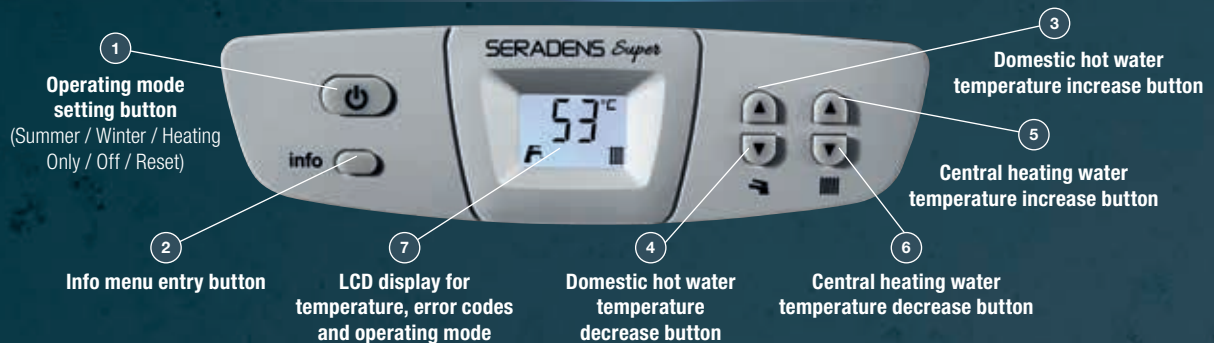 1
Operating mode
setting button
(Summer / Winter / Heating
Only / Off / Reset)
info
2
Info menu entry button
SERADENS Super
53°C
7
LCD display for
temperature, error codes
and operating mode
3
Domestic hot water
temperature increase button
5
Central heating water
temperature increase button
4
Domestic hot water
temperature
decrease button
6
Central heating water
temperature decrease button